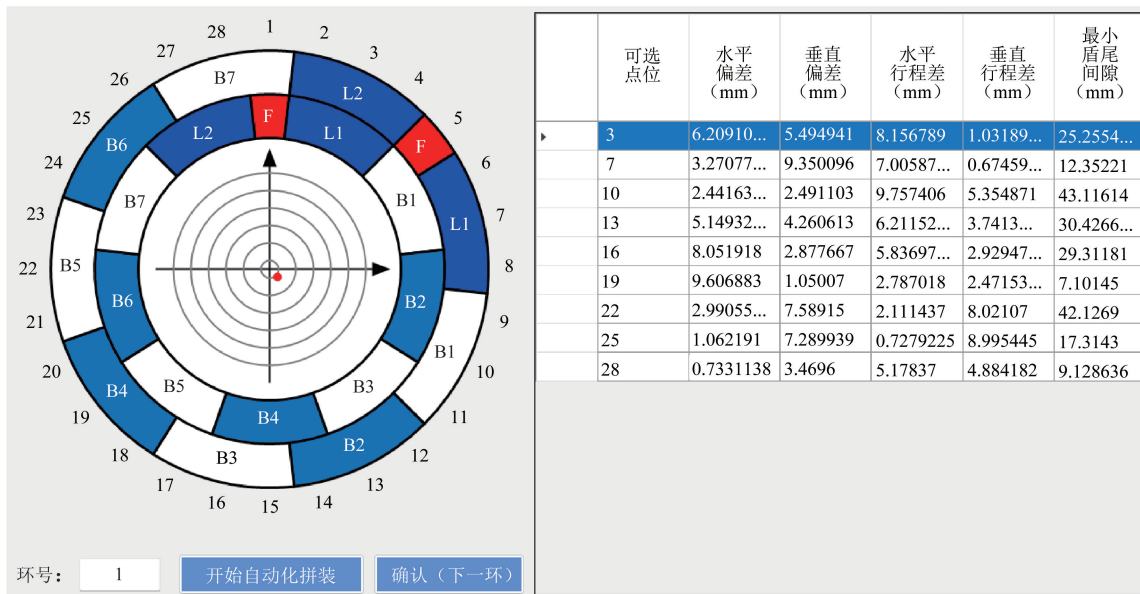 1
2
3
4
5
6
7
8
9
10
11
12
13
14
15
16
17
18
19
20
21
22
23
24
25
26
27
28
B7
L2
F
L1
B1
B2
B3
B4
B5
B6
F
L1
L2
B7
B6
B5
B4
B3
B2
B1
环号：
1
开始自动化拼装
确认（下一环）
可选点位
水平偏差（mm）
垂直偏差（mm）
水平行程差（mm）
垂直行程差（mm）
最小盾尾间隙（mm）
3 6.20910... 5.494941 8.156789 1.03189... 25.2554...
7 3.27077... 9.350096 7.00587... 0.67459... 12.35221
10 2.44163... 2.491103 9.757406 5.354871 43.11614
13 5.14932... 4.260613 6.21152... 3.7413... 30.4266...
16 8.051918 2.877667 5.83697... 2.92947... 29.31181
19 9.606883 1.05007 2.787018 2.47153... 7.10145
22 2.99055... 7.58915 2.111437 8.02107 42.1269
25 1.062191 7.289939 0.7279225 8.995445 17.3143
28 0.7331138 3.4696 5.17837 4.884182 9.128636